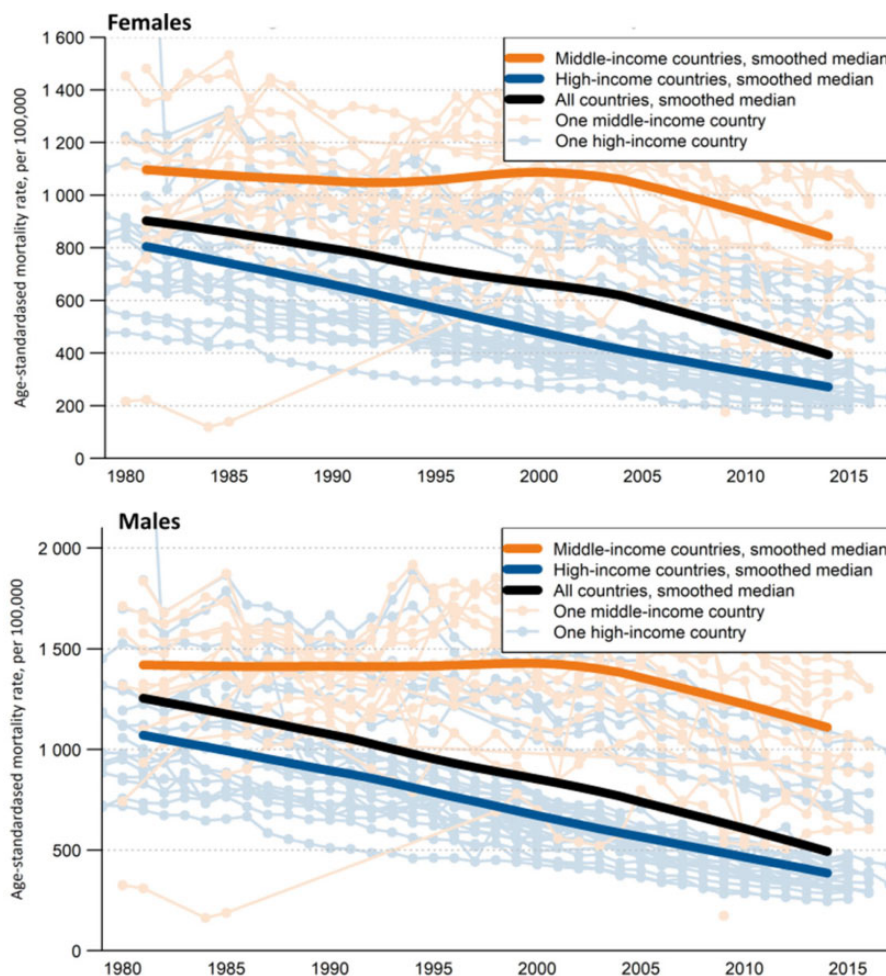 Females
Age-standardased mortality rate, per 100,000
1 600
1 400
1 200
1 000
800
600
400
200
0
Middle-income countries, smoothed median
High-income countries, smoothed median
All countries, smoothed median
One middle-income country
One high-income country
1980 1985 1990 1995 2000 2005 2010 2015
Males
Age-standardased mortality rate, per 100,000
2 000
1 500
1 000
500
0
Middle-income countries, smoothed median
High-income countries, smoothed median
All countries, smoothed median
One middle-income country
One high-income country
1980 1985 1990 1995 2000 2005 2010 2015